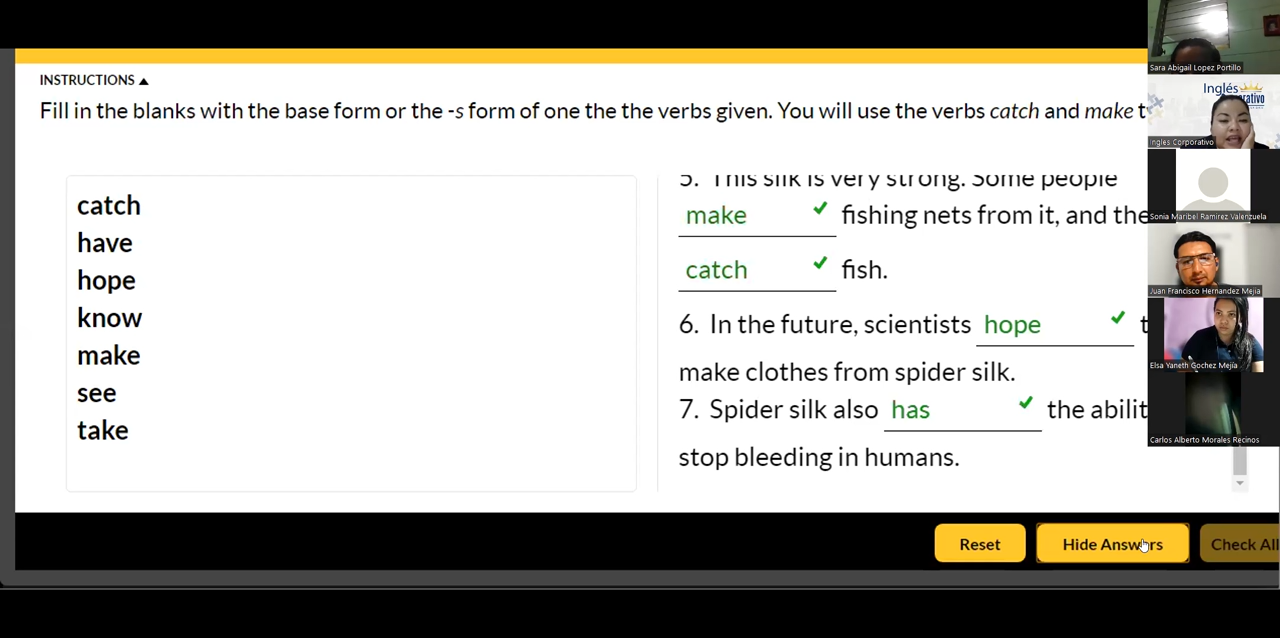 INSTRUCTIONS
Fill in the blanks with the base form or the -s form of one the the verbs given. You will use the verbs catch and make t
catch
have
hope
know
make
see
take
5. This silk is very strong. Some people
make fishing nets from it, and the
catch fish.
6. In the future, scientists hope t
make clothes from spider silk.
7. Spider silk also has the abilit
stop bleeding in humans.
Reset
Hide Answers
Check All
Sara Abigail Lopez Portillo
Inglés
rativo
Ingles Corporativo
Sonia Maribel Ramirez Valenzuela
Juan Francisco Hernandez Mejia
Elsa Yaneth Gochez Mejía
Carlos Alberto Morales Recinos